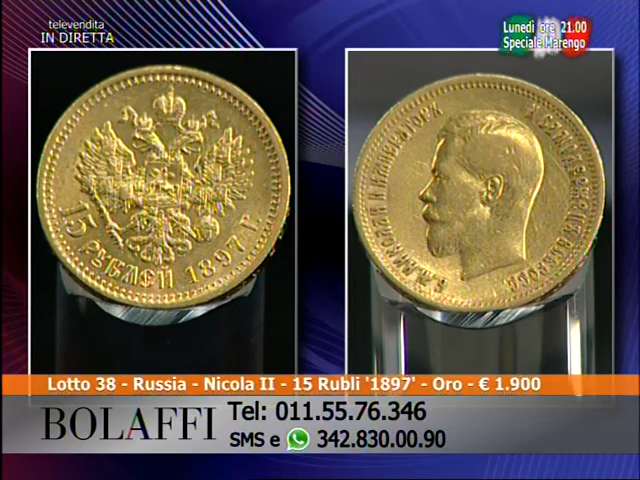 televendita
IN DIRETTA
Lunedì ore 21.00
Speciale Marengo
15 РУБЛЕЙ 1897 Г.
Lotto 38 - Russia - Nicola II - 15 Rubli '1897' - Oro - € 1.900
BOLAFFI
Tel: 011.55.76.346
SMS e 342.830.00.90